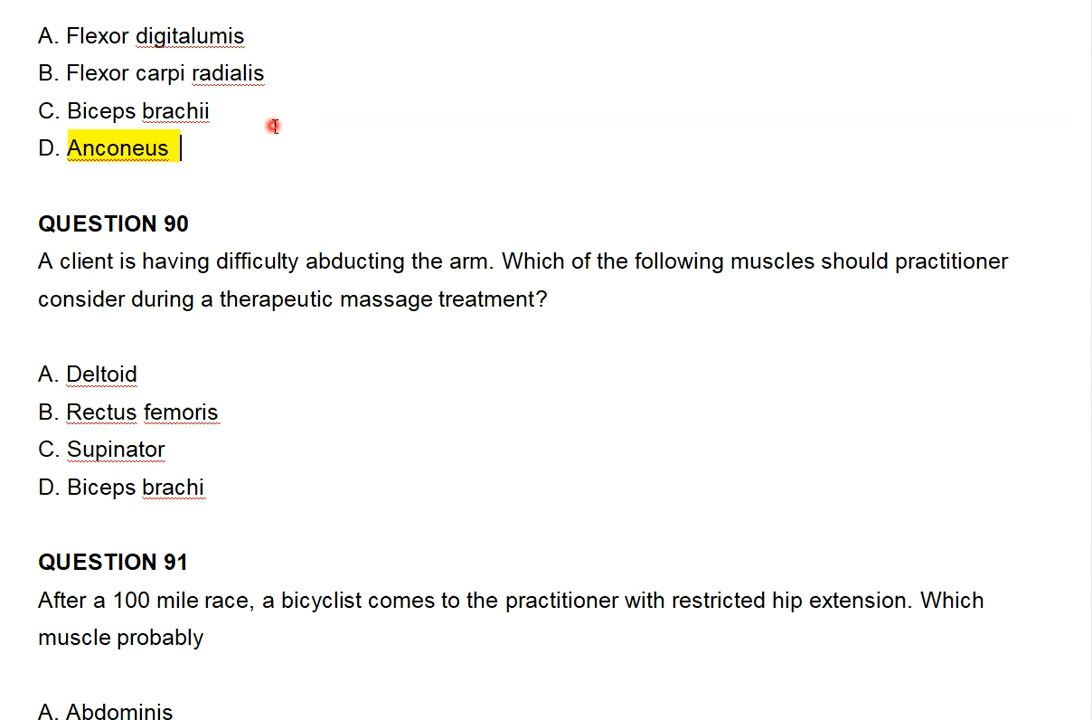 A. Flexor digitalumis
B. Flexor carpi radialis
C. Biceps brachii
D. Anconeus
QUESTION 90
A client is having difficulty abducting the arm. Which of the following muscles should practitioner
consider during a therapeutic massage treatment?
A. Deltoid
B. Rectus femoris
C. Supinator
D. Biceps brachi
QUESTION 91
After a 100 mile race, a bicyclist comes to the practitioner with restricted hip extension. Which
muscle probably
A. Abdominis